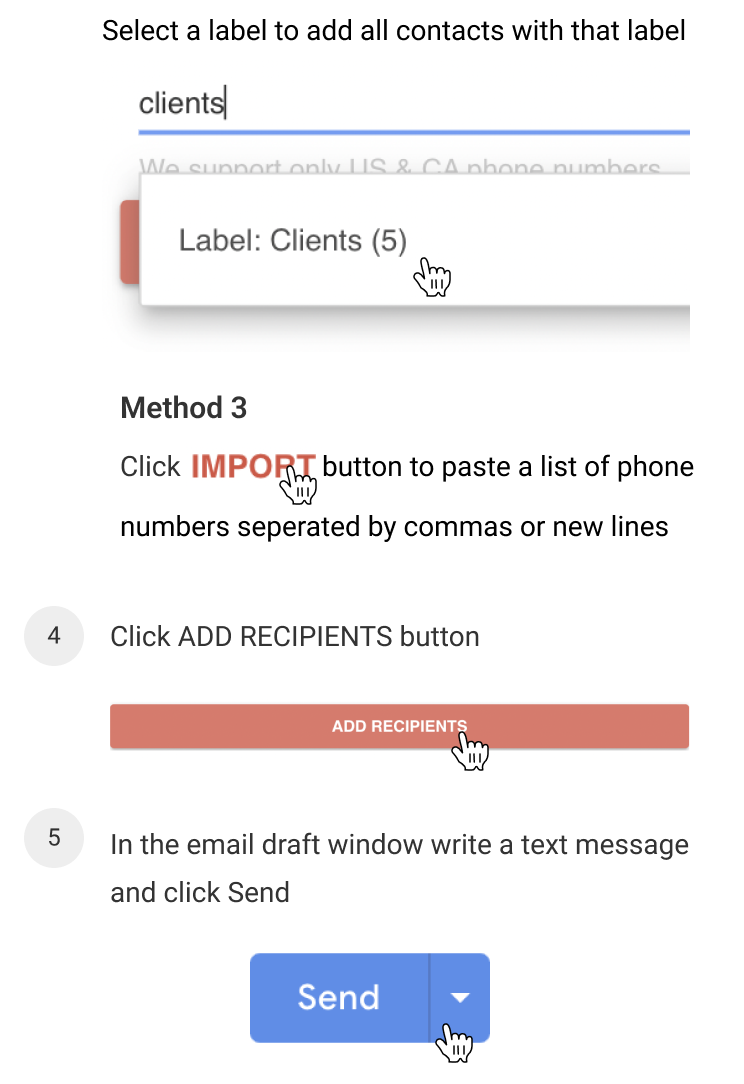 Select a label to add all contacts with that label
clients
We support only US & CA phone numbers
Label: Clients (5)
Method 3
Click IMPORT button to paste a list of phone
numbers seperated by commas or new lines
4 Click ADD RECIPIENTS button
ADD RECIPIENTS
5 In the email draft window write a text message
and click Send
Send